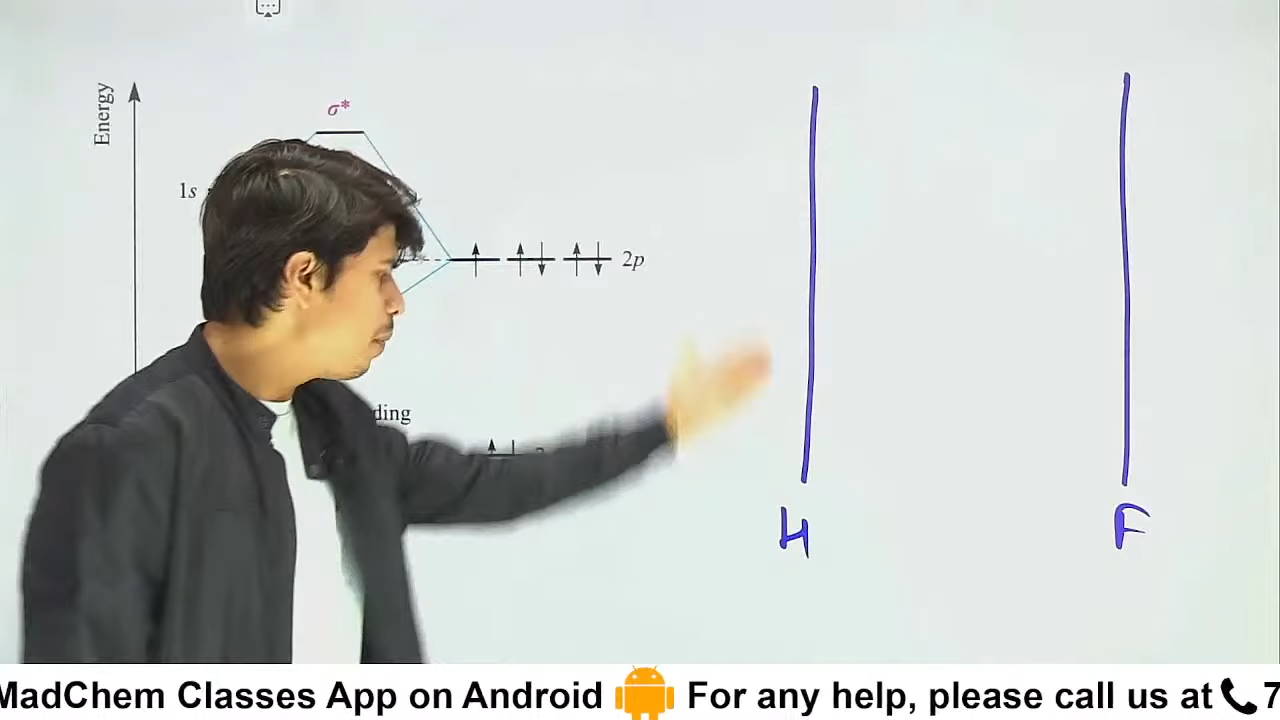 Energy
σ*
1s
2p
ding
H
F
MadChem Classes App on Android For any help, please call us at 7